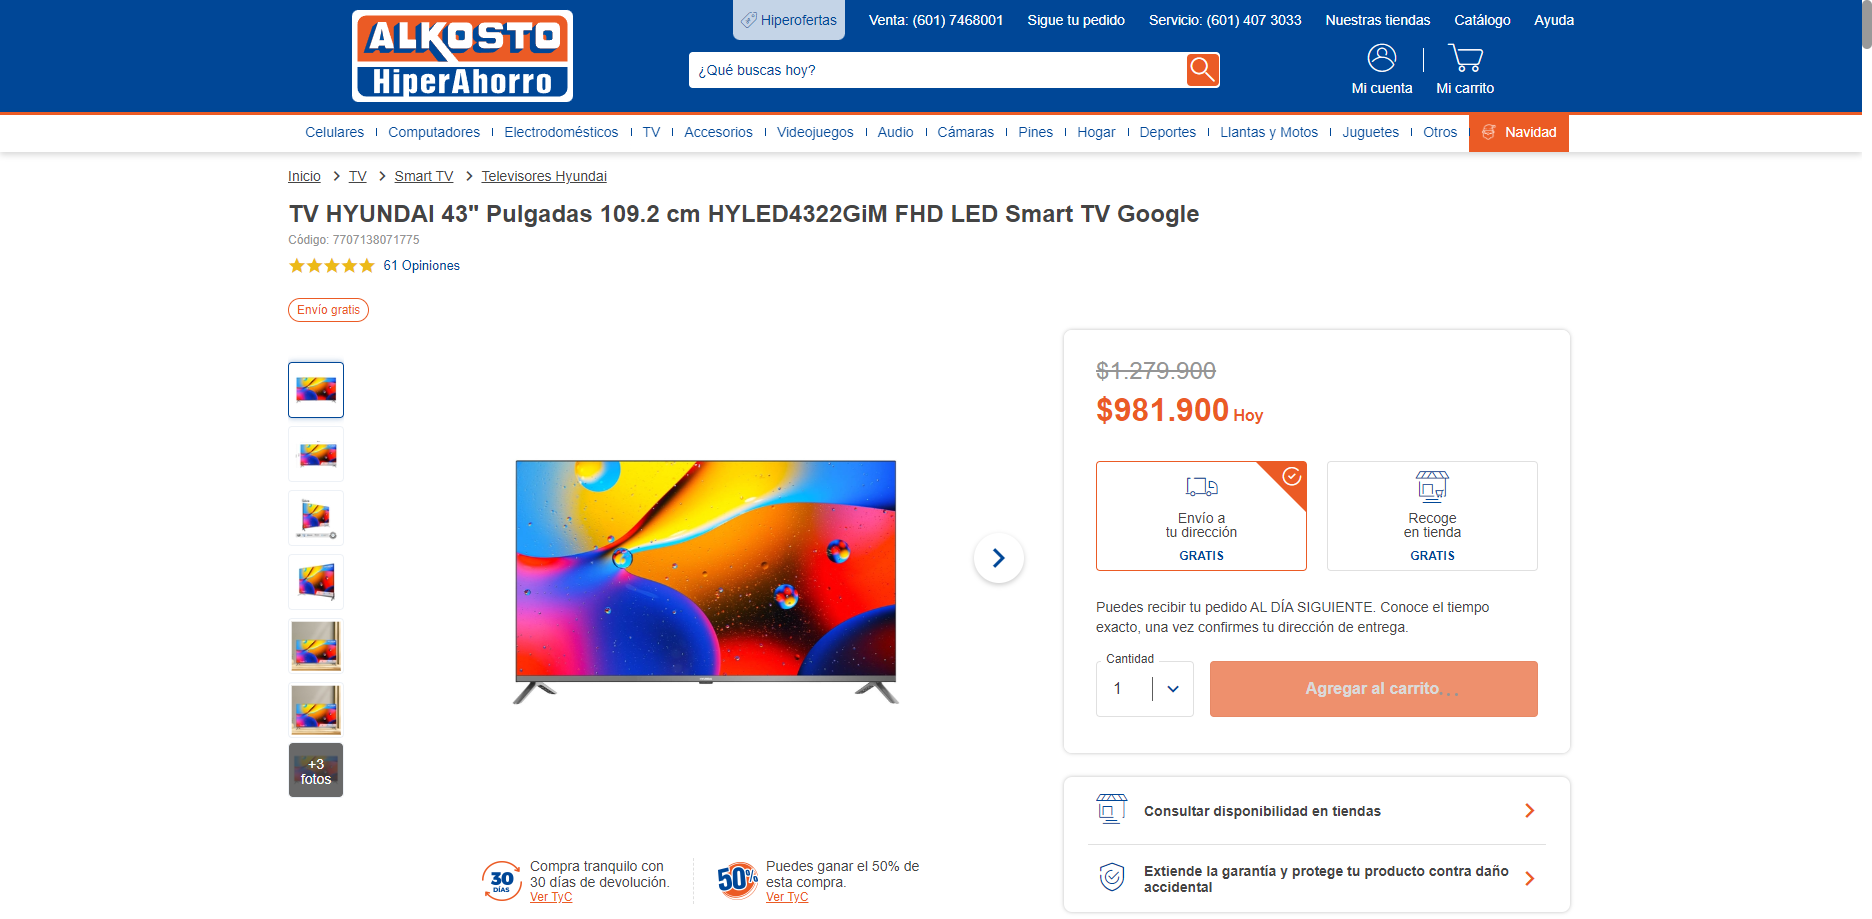 ALKOSTO
HiperAhorro
Hiperofertas
Venta: (601) 7468001
Sigue tu pedido
Servicio: (601) 407 3033
Nuestras tiendas
Catálogo
Ayuda
¿Qué buscas hoy?
Mi cuenta
Mi carrito
Celulares
Computadores
Electrodomésticos
TV
Accesorios
Videojuegos
Audio
Cámaras
Pines
Hogar
Deportes
Llantas y Motos
Juguetes
Otros
Navidad
Inicio
TV
Smart TV
Televisores Hyundai
TV HYUNDAI 43" Pulgadas 109.2 cm HYLED4322GiM FHD LED Smart TV Google
Código: 7707138071775
61 Opiniones
Envío gratis
+3
fotos
$1.279.900
$981.900 Hoy
Envío a
tu dirección
GRATIS
Recoge
en tienda
GRATIS
Puedes recibir tu pedido AL DÍA SIGUIENTE. Conoce el tiempo
exacto, una vez confirmes tu dirección de entrega.
Cantidad
1
Agregar al carrito...
Consultar disponibilidad en tiendas
Extiende la garantía y protege tu producto contra daño
accidental
30
DÍAS
Compra tranquilo con
30 días de devolución.
Ver TyC
50%
Puedes ganar el 50% de
esta compra.
Ver TyC